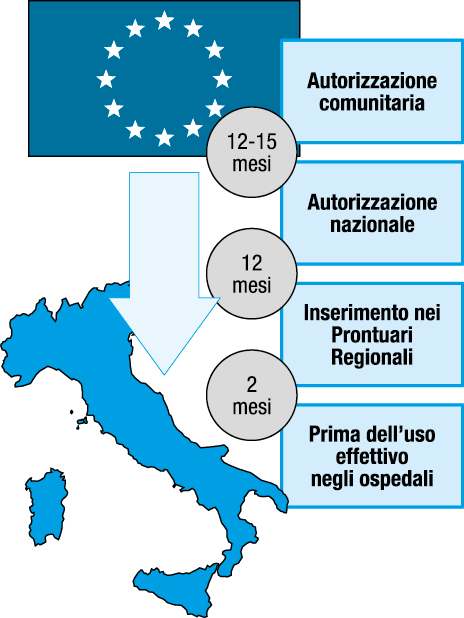 Autorizzazione
comunitaria
12-15
mesi
Autorizzazione
nazionale
12
mesi
Inserimento nei
Prontuari
Regionali
2
mesi
Prima dell’uso
effettivo
negli ospedali